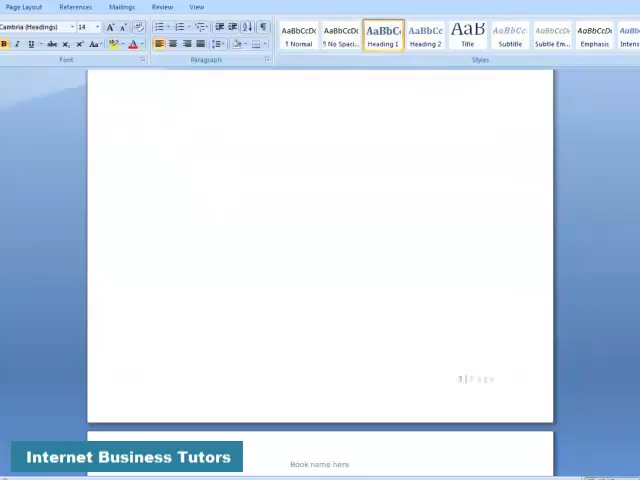 Page Layout References Mailings Review View
Cambria (Headings) 14
AaBbCcDc AaBbCcDc AaBbCc AaBbCc AaB AaBbCc. AaBbCcDc AaBbCcDc
¶ Normal ¶ No Spaci... Heading 1 Heading 2 Title Subtitle Subtle Em... Emphasis Intens
Font Paragraph Styles
3 | P a g e
Internet Business Tutors
Book name here